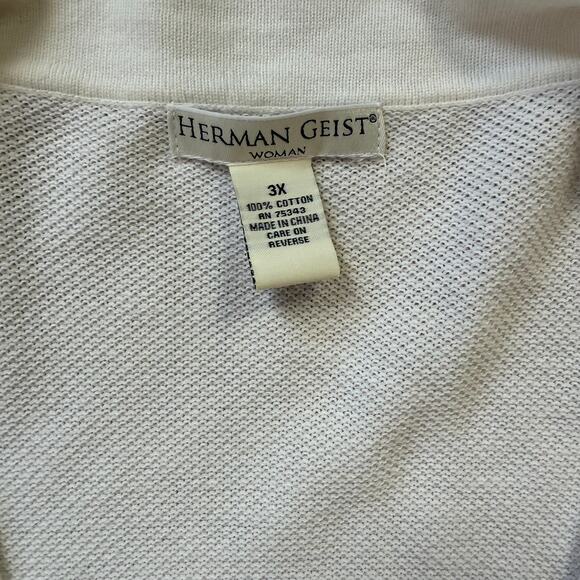 HERMAN GEIST®
WOMAN
3X
100% COTTON
RN 75343
MADE IN CHINA
CARE ON
REVERSE